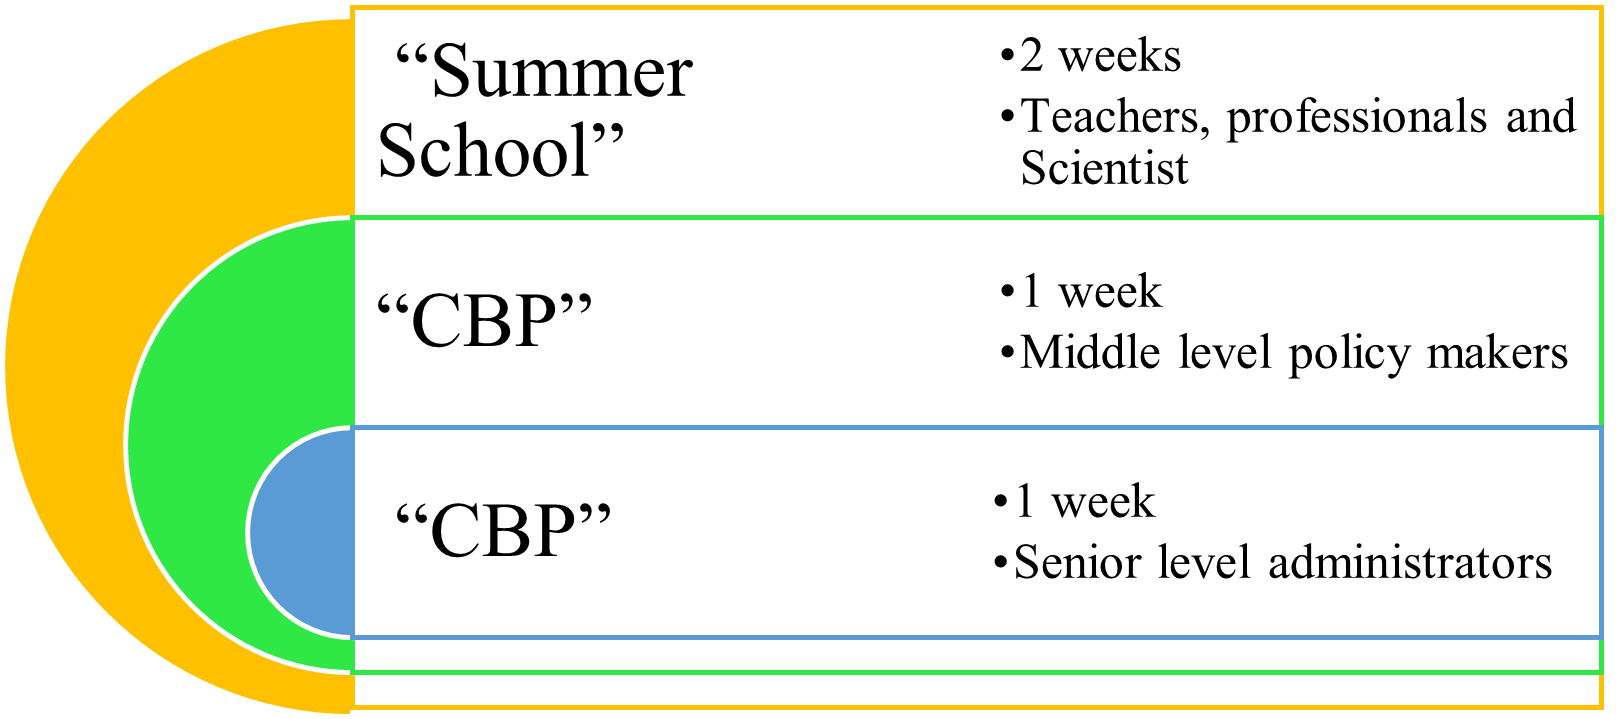 “Summer
School”
•2 weeks
•Teachers, professionals and
Scientist
“CBP”
•1 week
•Middle level policy makers
“CBP”
•1 week
•Senior level administrators